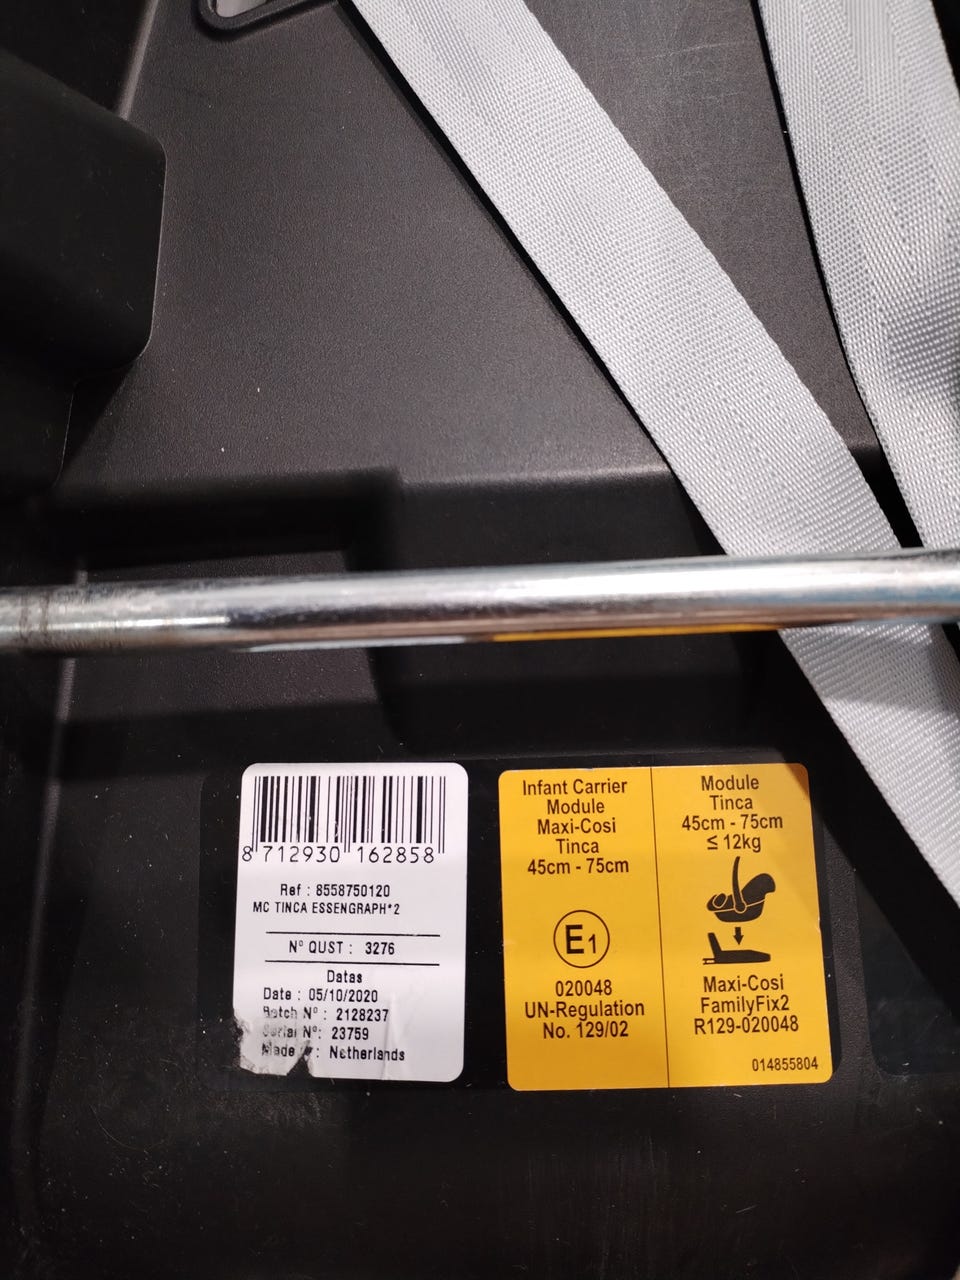 8 712930 162858
Ref : 8558750120
MC TINCA ESSENGRAPH*2
N° QUST : 3276
Datas
Date : 05/10/2020
Batch N° : 2128237
Serial N°: 23759
Made : Netherlands
Infant Carrier
Module
Maxi-Cosi
Tinca
45cm - 75cm
E1
020048
UN-Regulation
No. 129/02
Module
Tinca
45cm - 75cm
≤ 12kg
Maxi-Cosi
FamilyFix2
R129-020048
014855804